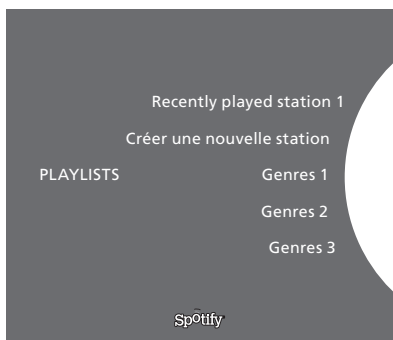 Recently played station 1
Créer une nouvelle station
PLAYLISTS Genres 1
Genres 2
Genres 3
Spotify